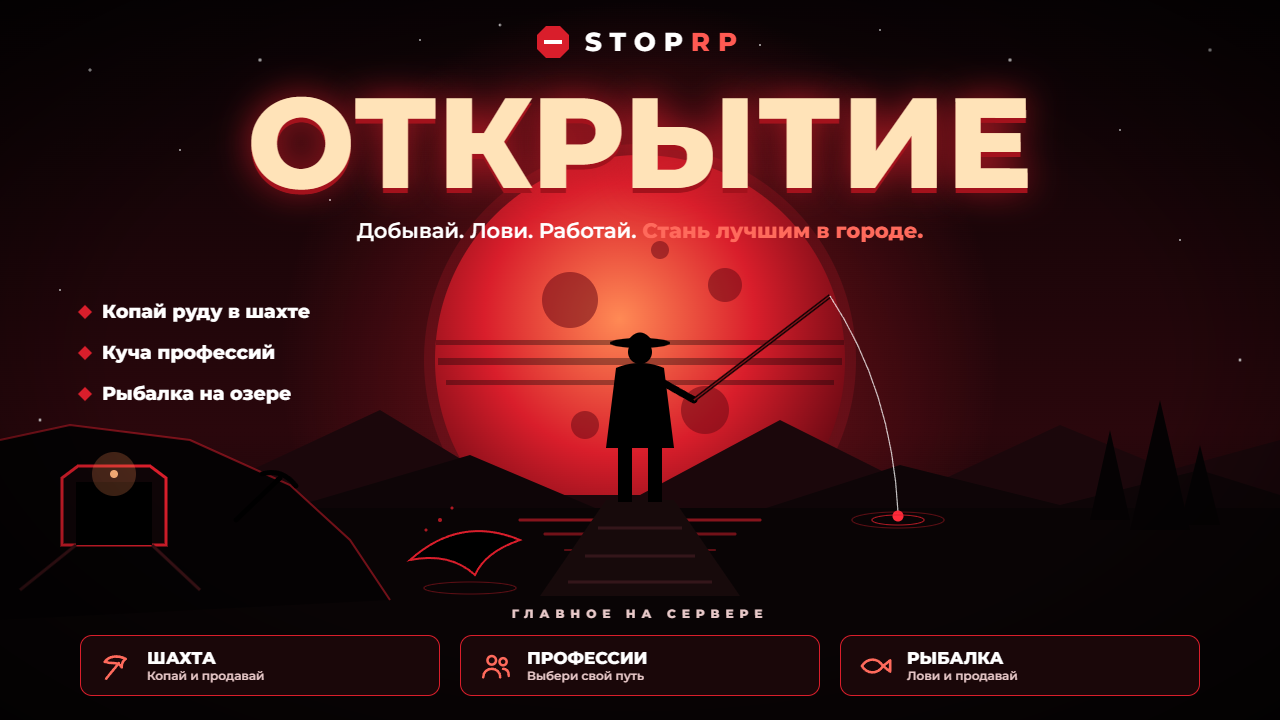 STOPRP
ОТКРЫТИЕ
Добывай. Лови. Работай. Стань лучшим в городе.
Копай руду в шахте
Куча профессий
Рыбалка на озере
ГЛАВНОЕ НА СЕРВЕРЕ
ШАХТА
Копай и продавай
ПРОФЕССИИ
Выбери свой путь
РЫБАЛКА
Лови и продавай